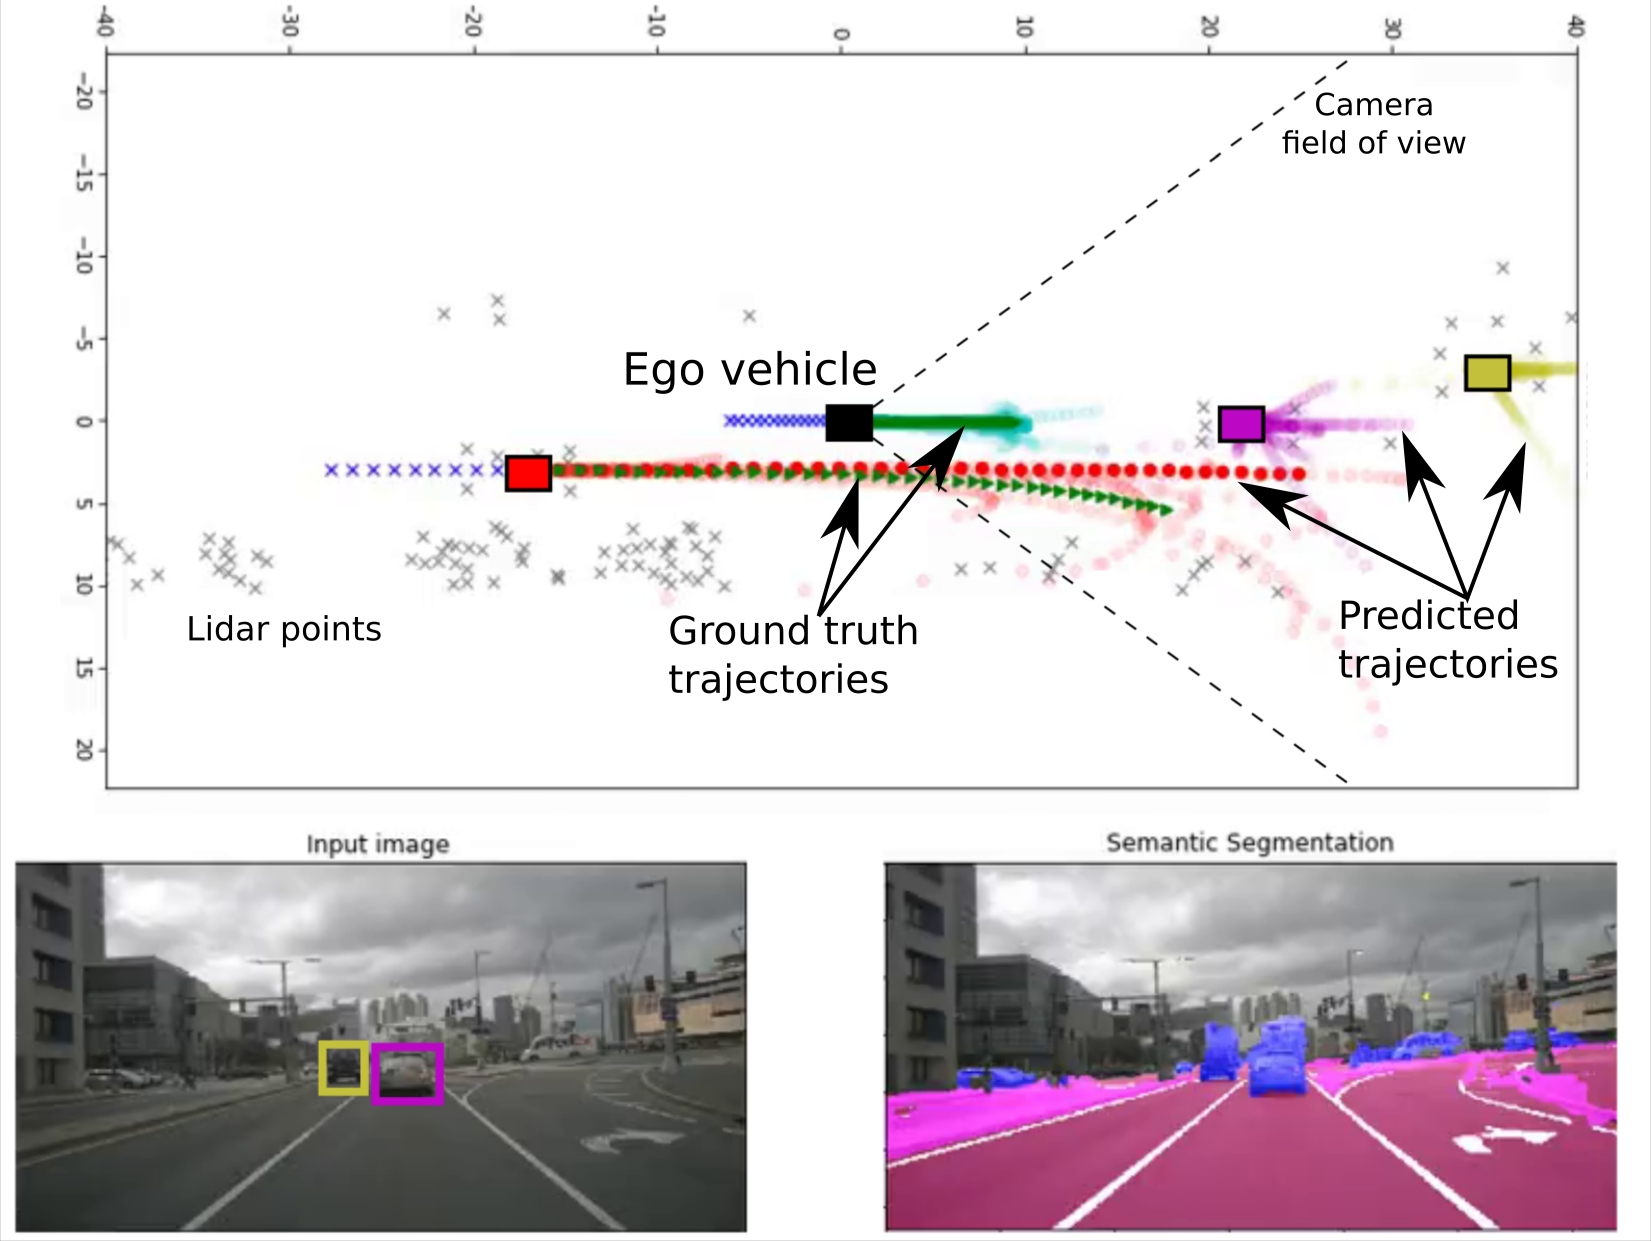 -40 -30 -20 -10 0 10 20 30 40
-20
-15
-10
-5
0
5
10
15
20
Camera
field of view
Ego vehicle
Lidar points
Ground truth
trajectories
Predicted
trajectories
Input image
Semantic Segmentation
FedEx